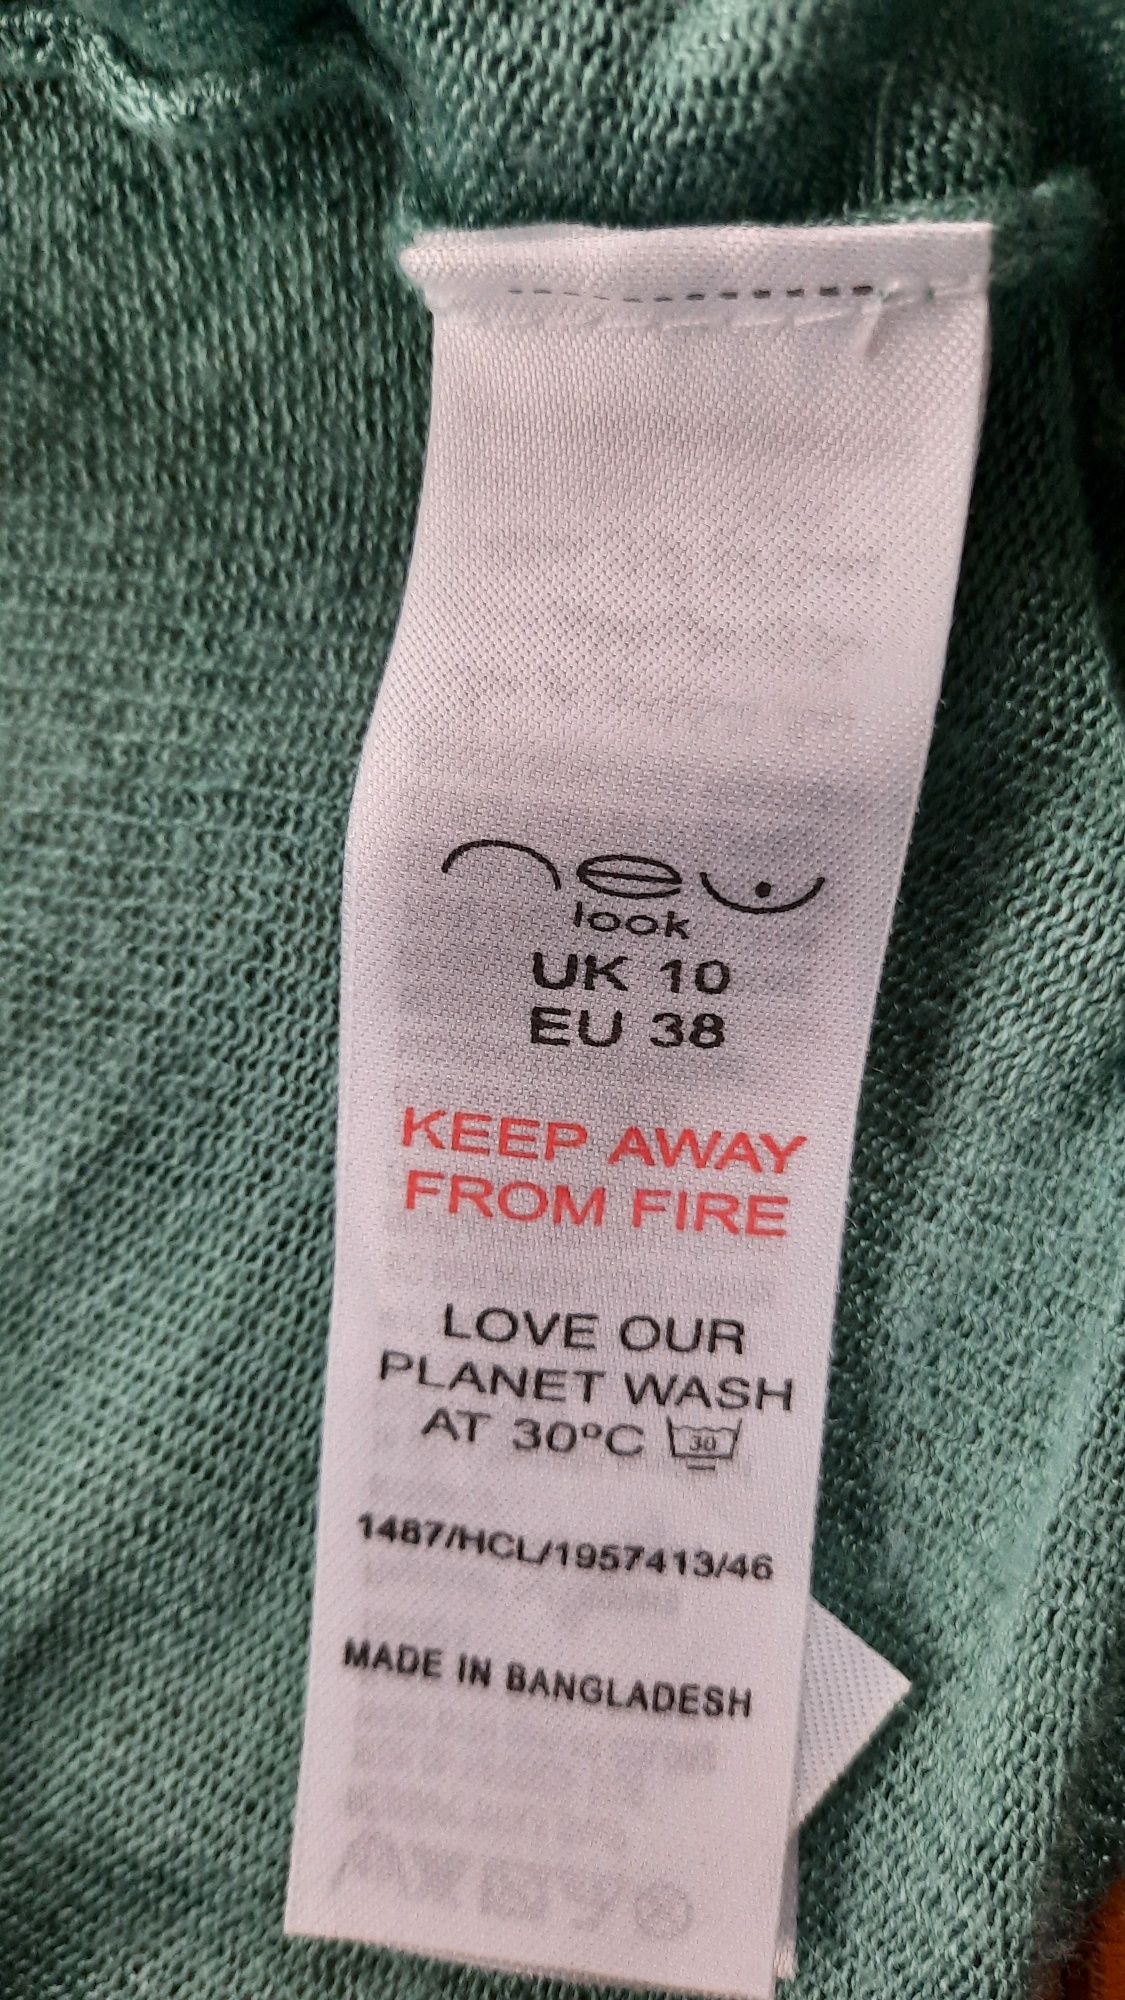 new
look
UK 10
EU 38
KEEP AWAY
FROM FIRE
LOVE OUR
PLANET WASH
AT 30°C 30
1487/HCL/1957413/46
MADE IN BANGLADESH